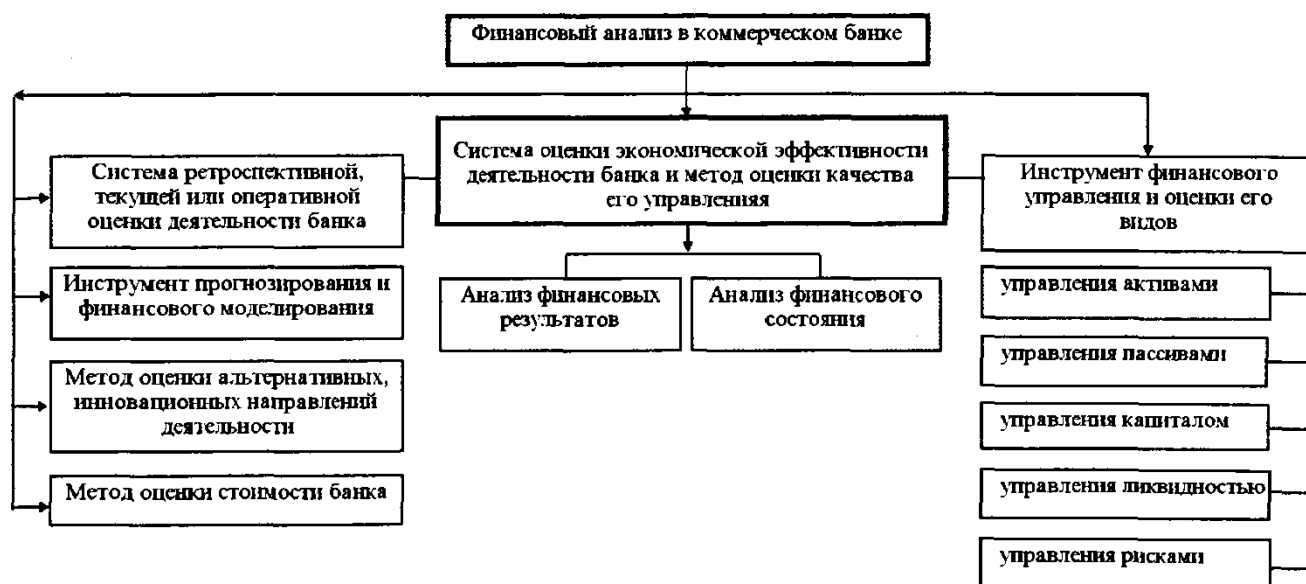 Финансовый анализ в коммерческом банке
Система оценки экономической эффективности
деятельности банка и метод оценки качества
его управленияя
Система ретроспективной,
текущей или оперативной
оценки деятельности банка
Инструмент прогнозирования и
финансового моделирования
Метод оценки альтернативных,
инновационных направлений
деятельности
Метод оценки стоимости банка
Анализ финансовых
результатов
Анализ финансового
состояния
Инструмент финансового
управления и оценки его
видов
управления активами
управления пассивами
управления капиталом
управления ликвидностью
управления рисками